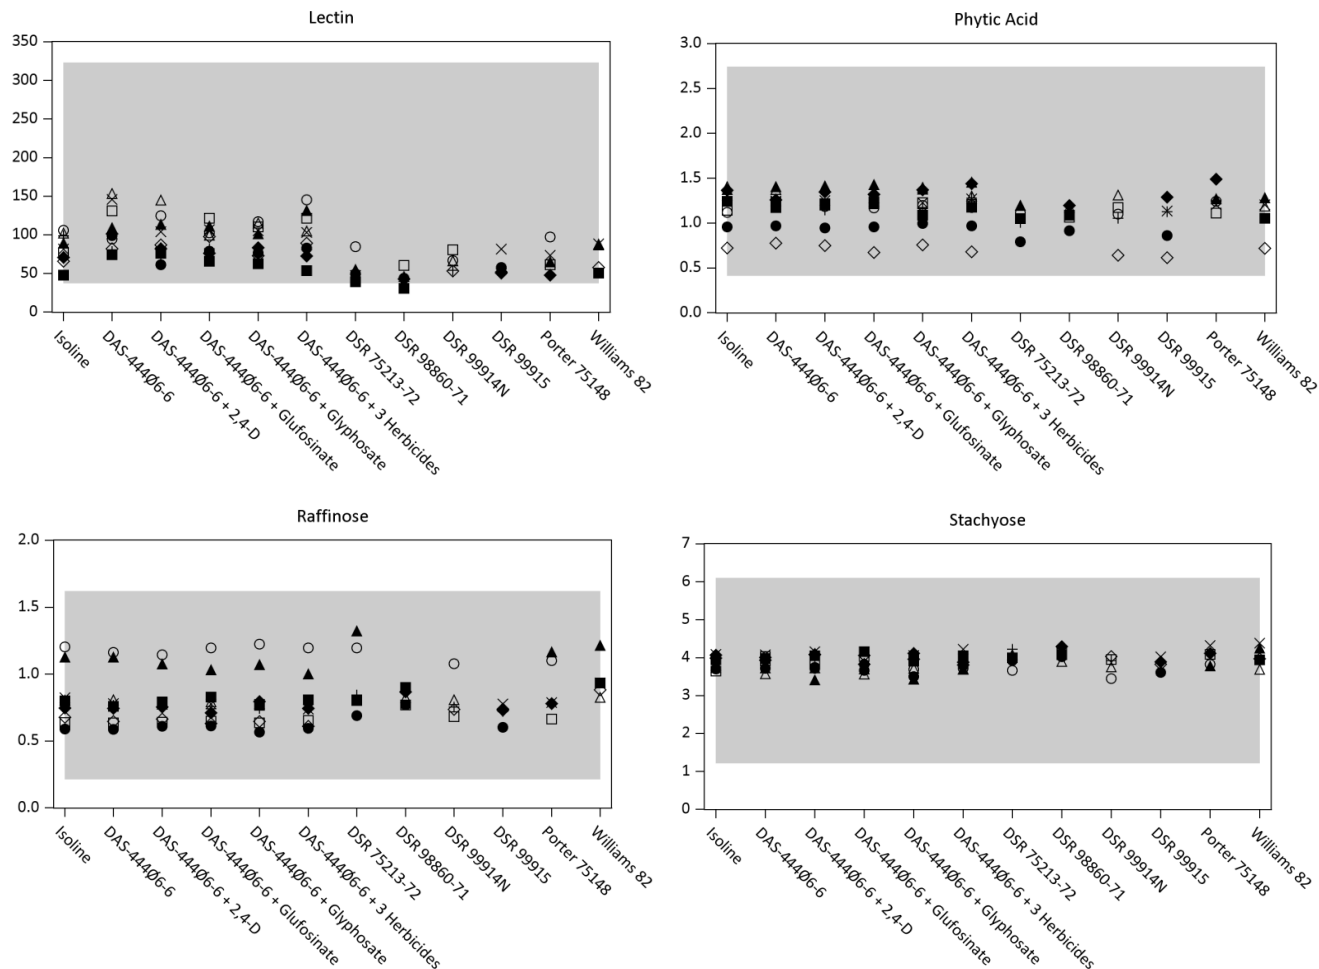 Lectin
350
300
250
200
150
100
50
0
Isoline
DAS-444Ø6-6
DAS-444Ø6-6 + 2,4-D
DAS-444Ø6-6 + Glufosinate
DAS-444Ø6-6 + Glyphosate
DAS-444Ø6-6 + 3 Herbicides
DSR 75213-72
DSR 98860-71
DSR 99914N
DSR 99915
Porter 75148
Williams 82
Phytic Acid
3.0
2.5
2.0
1.5
1.0
0.5
0.0
Isoline
DAS-444Ø6-6
DAS-444Ø6-6 + 2,4-D
DAS-444Ø6-6 + Glufosinate
DAS-444Ø6-6 + Glyphosate
DAS-444Ø6-6 + 3 Herbicides
DSR 75213-72
DSR 98860-71
DSR 99914N
DSR 99915
Porter 75148
Williams 82
Raffinose
2.0
1.5
1.0
0.5
0.0
Isoline
DAS-444Ø6-6
DAS-444Ø6-6 + 2,4-D
DAS-444Ø6-6 + Glufosinate
DAS-444Ø6-6 + Glyphosate
DAS-444Ø6-6 + 3 Herbicides
DSR 75213-72
DSR 98860-71
DSR 99914N
DSR 99915
Porter 75148
Williams 82
Stachyose
7
6
5
4
3
2
1
0
Isoline
DAS-444Ø6-6
DAS-444Ø6-6 + 2,4-D
DAS-444Ø6-6 + Glufosinate
DAS-444Ø6-6 + Glyphosate
DAS-444Ø6-6 + 3 Herbicides
DSR 75213-72
DSR 98860-71
DSR 99914N
DSR 99915
Porter 75148
Williams 82